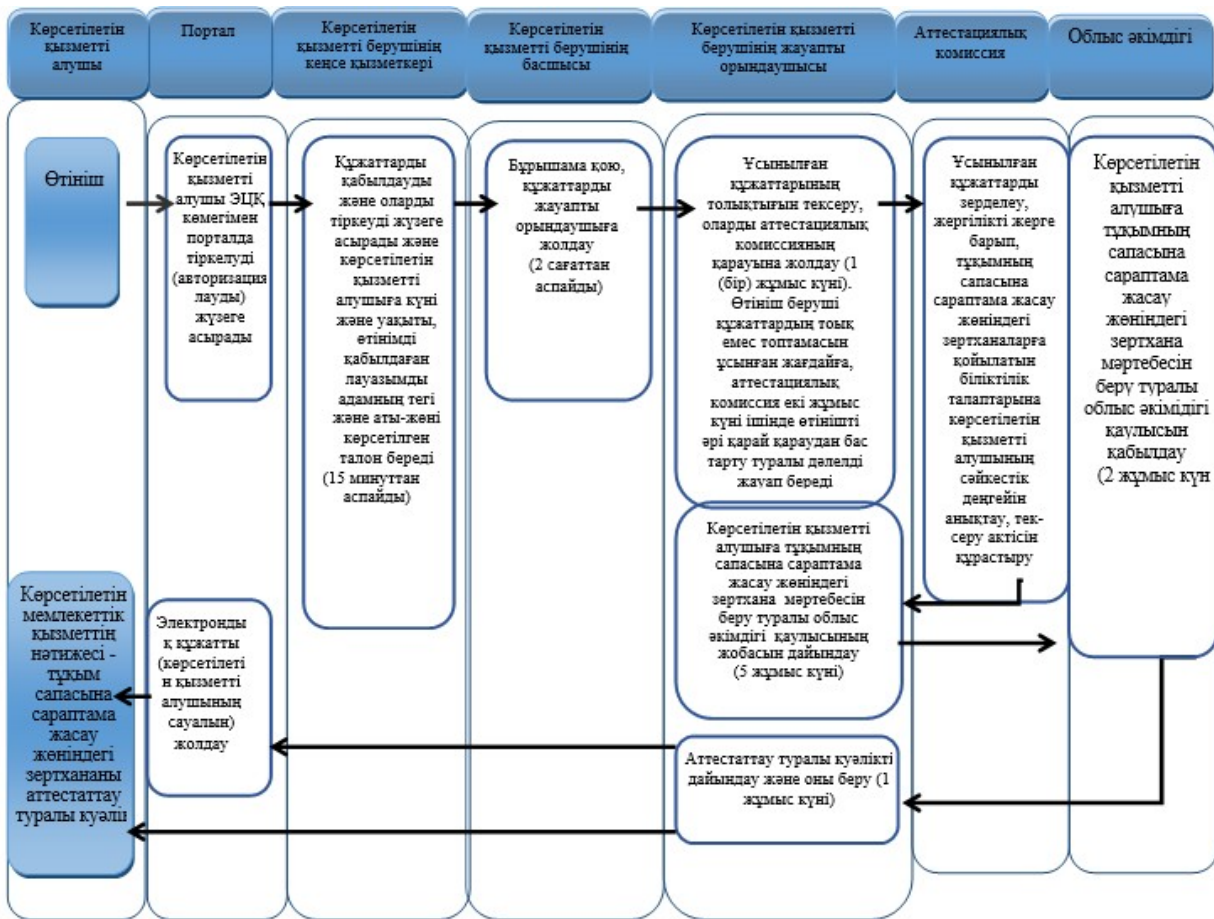 Көрсетілетін
қызметті
алушы
Портал
Көрсетілетін
қызметті берушінің
кеңсе қызметкері
Көрсетілетін
қызметті берушінің
басшысы
Көрсетілетін қызметті
берушінің жауапты
орындаушысы
Аттестациялық
комиссия
Облыс әкімдігі
Өтініш
Көрсетілетін
қызметті
алушы ЭЦҚ
көмегімен
порталда
тіркелуді
(авторизация
лауды)
жүзеге
асырады
Құжаттарды
қабылдауды
және оларды
тіркеуді жүзеге
асырады және
көрсетілетін
қызметті
алушыға күні
және уақыты,
өтінімді
қабылдаған
лауазымды
адамның тегі
және аты-жөні
көрсетілген
талон береді
(15 минуттан
аспайды)
Бұрышама қою,
құжаттарды
жауапты
орындаушыға
жолдау
(2 сағаттан
аспайды)
Ұсынылған
құжаттарының
толықтығын тексеру,
оларды аттестациялық
комиссияның
қарауына жолдау (1
(бір) жұмыс күні).
Өтініш беруші
құжаттардың тоық
емес топтамасын
ұсынған жағдайға,
аттестациялық
комиссия екі жұмыс
күні ішінде өтінішті
әрі қарай қараудан бас
тарту туралы дәлелді
жауап береді
Ұсынылған
құжаттарды
зерделеу,
жергілікті жерге
барып,
тұқымның
сапасына
сараптама жасау
жөніндегі
зертханаларға
қойылатын
біліктілік
талаптарына
көрсетілетін
қызметті
алушының
сәйкестік
деңгейін
анықтау, тек-
серу актісін
құрастыру
Көрсетілетін
қызметті
алушыға
тұқымның
сапасына
сараптама
жасау
жөніндегі
зертхана
мәртебесін
беру туралы
облыс әкімідігі
қаулысын
қабылдау
(2 жұмыс күн
Көрсетілетін қызметті
алушыға тұқымның
сапасына сараптама
жасау жөніндегі
зертхана мәртебесін
беру туралы облыс
әкімдігі қаулысының
жобасын дайындау
(5 жұмыс күні)
Көрсетілетін
мемлекеттік
қызметтің
нәтижесі -
тұқым
сапасына
сараптама
жасау
жөніндегі
зертхананы
аттестаттау
туралы куәлік
Электронды
қ құжатты
(көрсетілеті
н қызметті
алушының
сауалын)
жолдау
Аттестаттау туралы куәлікті
дайындау және оны беру (1
жұмыс күні)